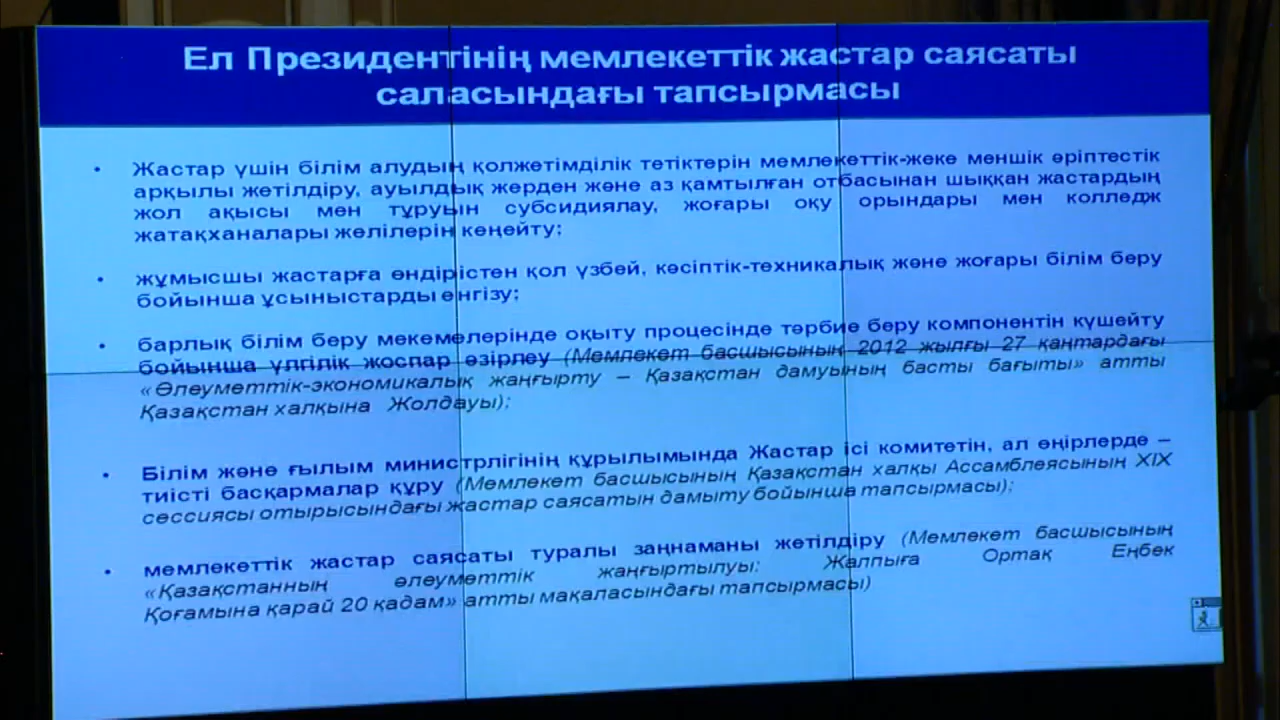 Ел Президентінің мемлекеттік жастар саясаты
саласындағы тапсырмасы
• Жастар үшін білім алудың қолжетімділік тетіктерін мемлекеттік-жеке меншік әріптестік
арқылы жетілдіру, ауылдық жерден және аз қамтылған отбасынан шыққан жастардың
жол ақысы мен тұруын субсидиялау, жоғары оқу орындары мен колледж
жатақханалары желілерін кеңейту;
• жұмысшы жастарға өндірістен қол үзбей, кәсіптік-техникалық және жоғары білім беру
бойынша ұсыныстарды енгізу;
• барлық білім беру мекемелерінде оқыту процесінде тәрбие беру компонентін күшейту
бойынша үлгілік жоспар әзірлеу (Мемлекет басшысының 2012 жылғы 27 қаңтардағы
«Әлеуметтік-экономикалық жаңғырту – Қазақстан дамуының басты бағыты» атты
Қазақстан халқына Жолдауы);
• Білім және ғылым министрлігінің құрылымында Жастар ісі комитетін, ал өңірлерде –
тиісті басқармалар құру (Мемлекет басшысының Қазақстан халқы Ассамблеясының XIX
сессиясы отырысындағы жастар саясатын дамыту бойынша тапсырмасы);
• мемлекеттік жастар саясаты туралы заңнаманы жетілдіру (Мемлекет басшысының
«Қазақстанның әлеуметтік жаңғыртылуы: Жалпыға Ортақ Еңбек
Қоғамына қарай 20 қадам» атты мақаласындағы тапсырмасы)